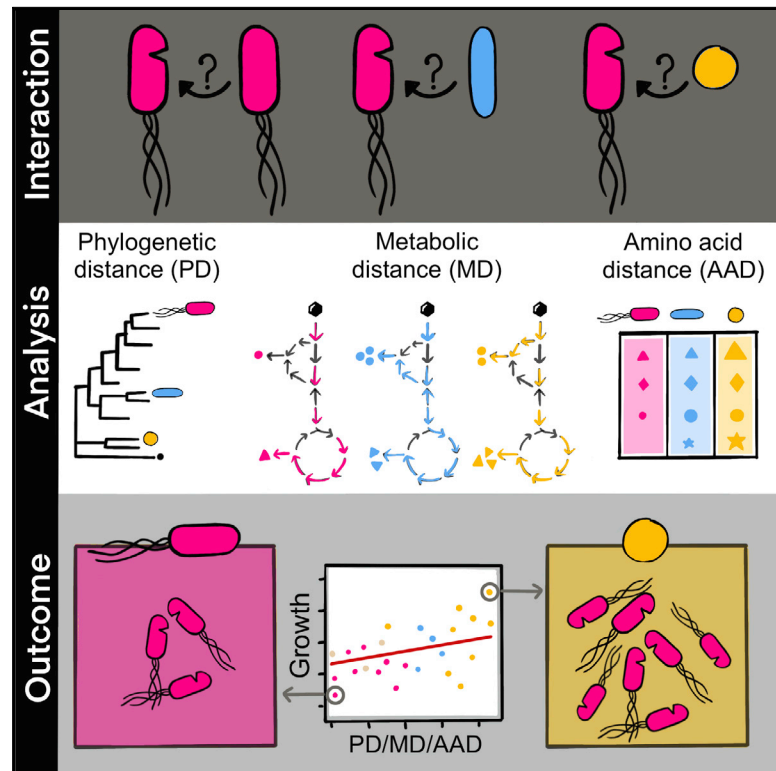 Interaction
?
?
?
Analysis
Phylogenetic
distance (PD)
Metabolic
distance (MD)
Amino acid
distance (AAD)
Outcome
Growth
PD/MD/AAD